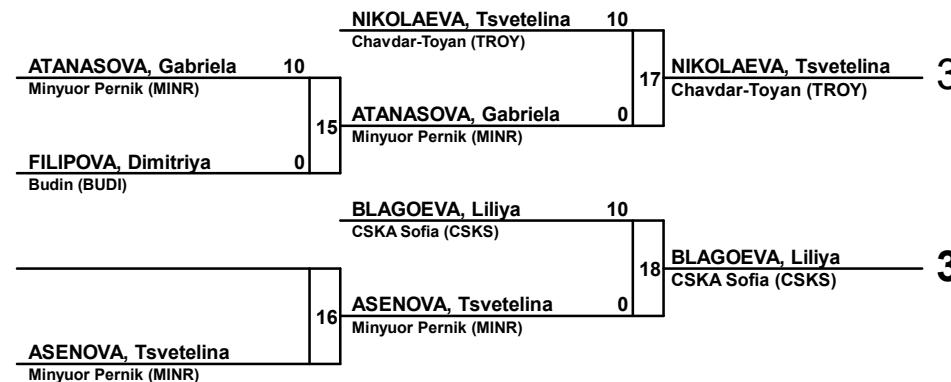 NIKOLAEVA, Tsvetelina 10
Chavdar-Toyan (TROY)
ATANASOVA, Gabriela 10
Minyuor Pernik (MINR)
17
NIKOLAEVA, Tsvetelina 3
Chavdar-Toyan (TROY)
15
ATANASOVA, Gabriela 0
Minyuor Pernik (MINR)
FILIPOVA, Dimitriya 0
Budin (BUDI)
BLAGOEVA, Liliya 10
CSKA Sofia (CSKS)
18
BLAGOEVA, Liliya 3
CSKA Sofia (CSKS)
16
ASENOVA, Tsvetelina 0
Minyuor Pernik (MINR)
ASENOVA, Tsvetelina
Minyuor Pernik (MINR)